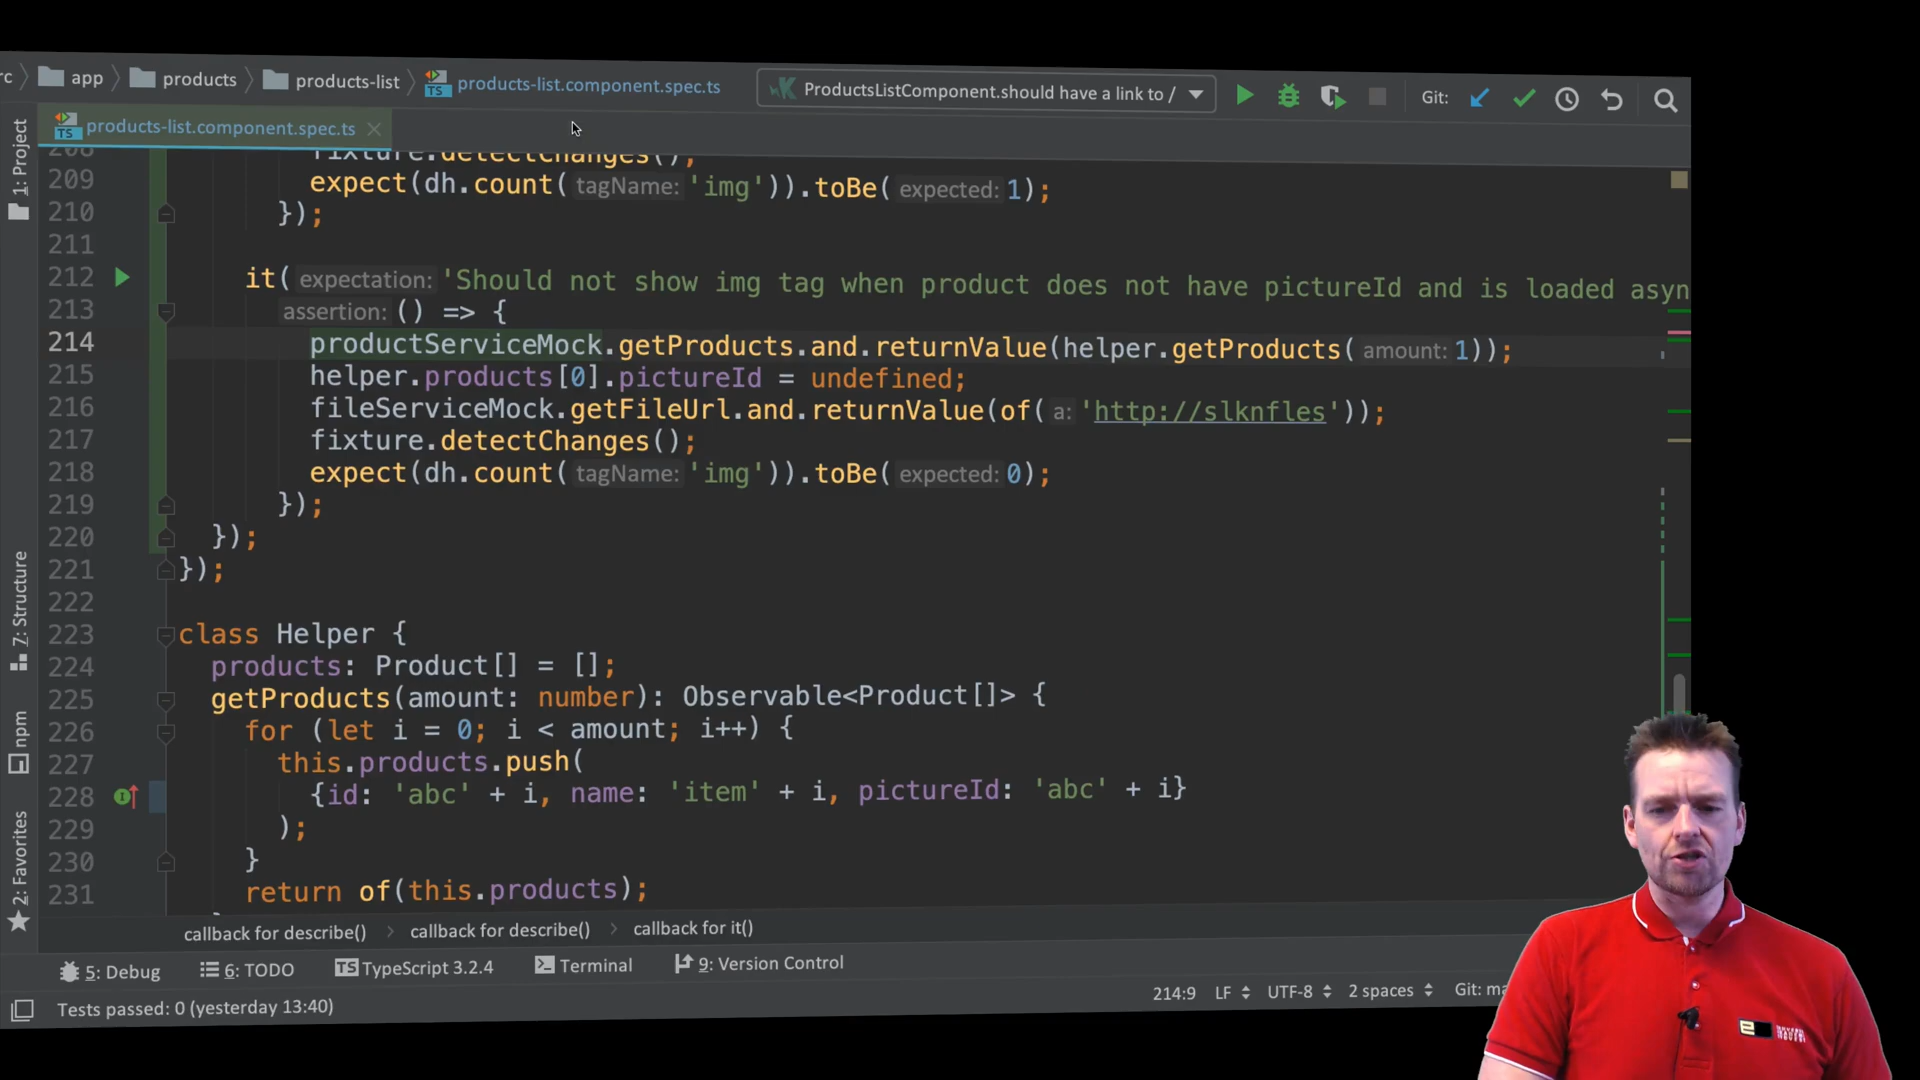 rc app products products-list products-list.component.spec.ts ProductsListComponent.should have a link to / Git:
products-list.component.spec.ts
1: Project
7: Structure
npm
2: Favorites
208 fixture.detectChanges();
209 expect(dh.count( tagName: 'img')).toBe( expected: 1);
210 });
211
212 it( expectation: 'Should not show img tag when product does not have pictureId and is loaded asyn
213 assertion: () => {
214 productServiceMock.getProducts.and.returnValue(helper.getProducts( amount: 1));
215 helper.products[0].pictureId = undefined;
216 fileServiceMock.getFileUrl.and.returnValue(of( a: 'http://slknfles'));
217 fixture.detectChanges();
218 expect(dh.count( tagName: 'img')).toBe( expected: 0);
219 });
220 });
221 });
222
223 class Helper {
224 products: Product[] = [];
225 getProducts(amount: number): Observable<Product[]> {
226 for (let i = 0; i < amount; i++) {
227 this.products.push(
228 {id: 'abc' + i, name: 'item' + i, pictureId: 'abc' + i}
229 );
230 }
231 return of(this.products);
callback for describe() callback for describe() callback for it()
5: Debug 6: TODO TypeScript 3.2.4 Terminal 9: Version Control
Tests passed: 0 (yesterday 13:40) 214:9 LF UTF-8 2 spaces Git: ma